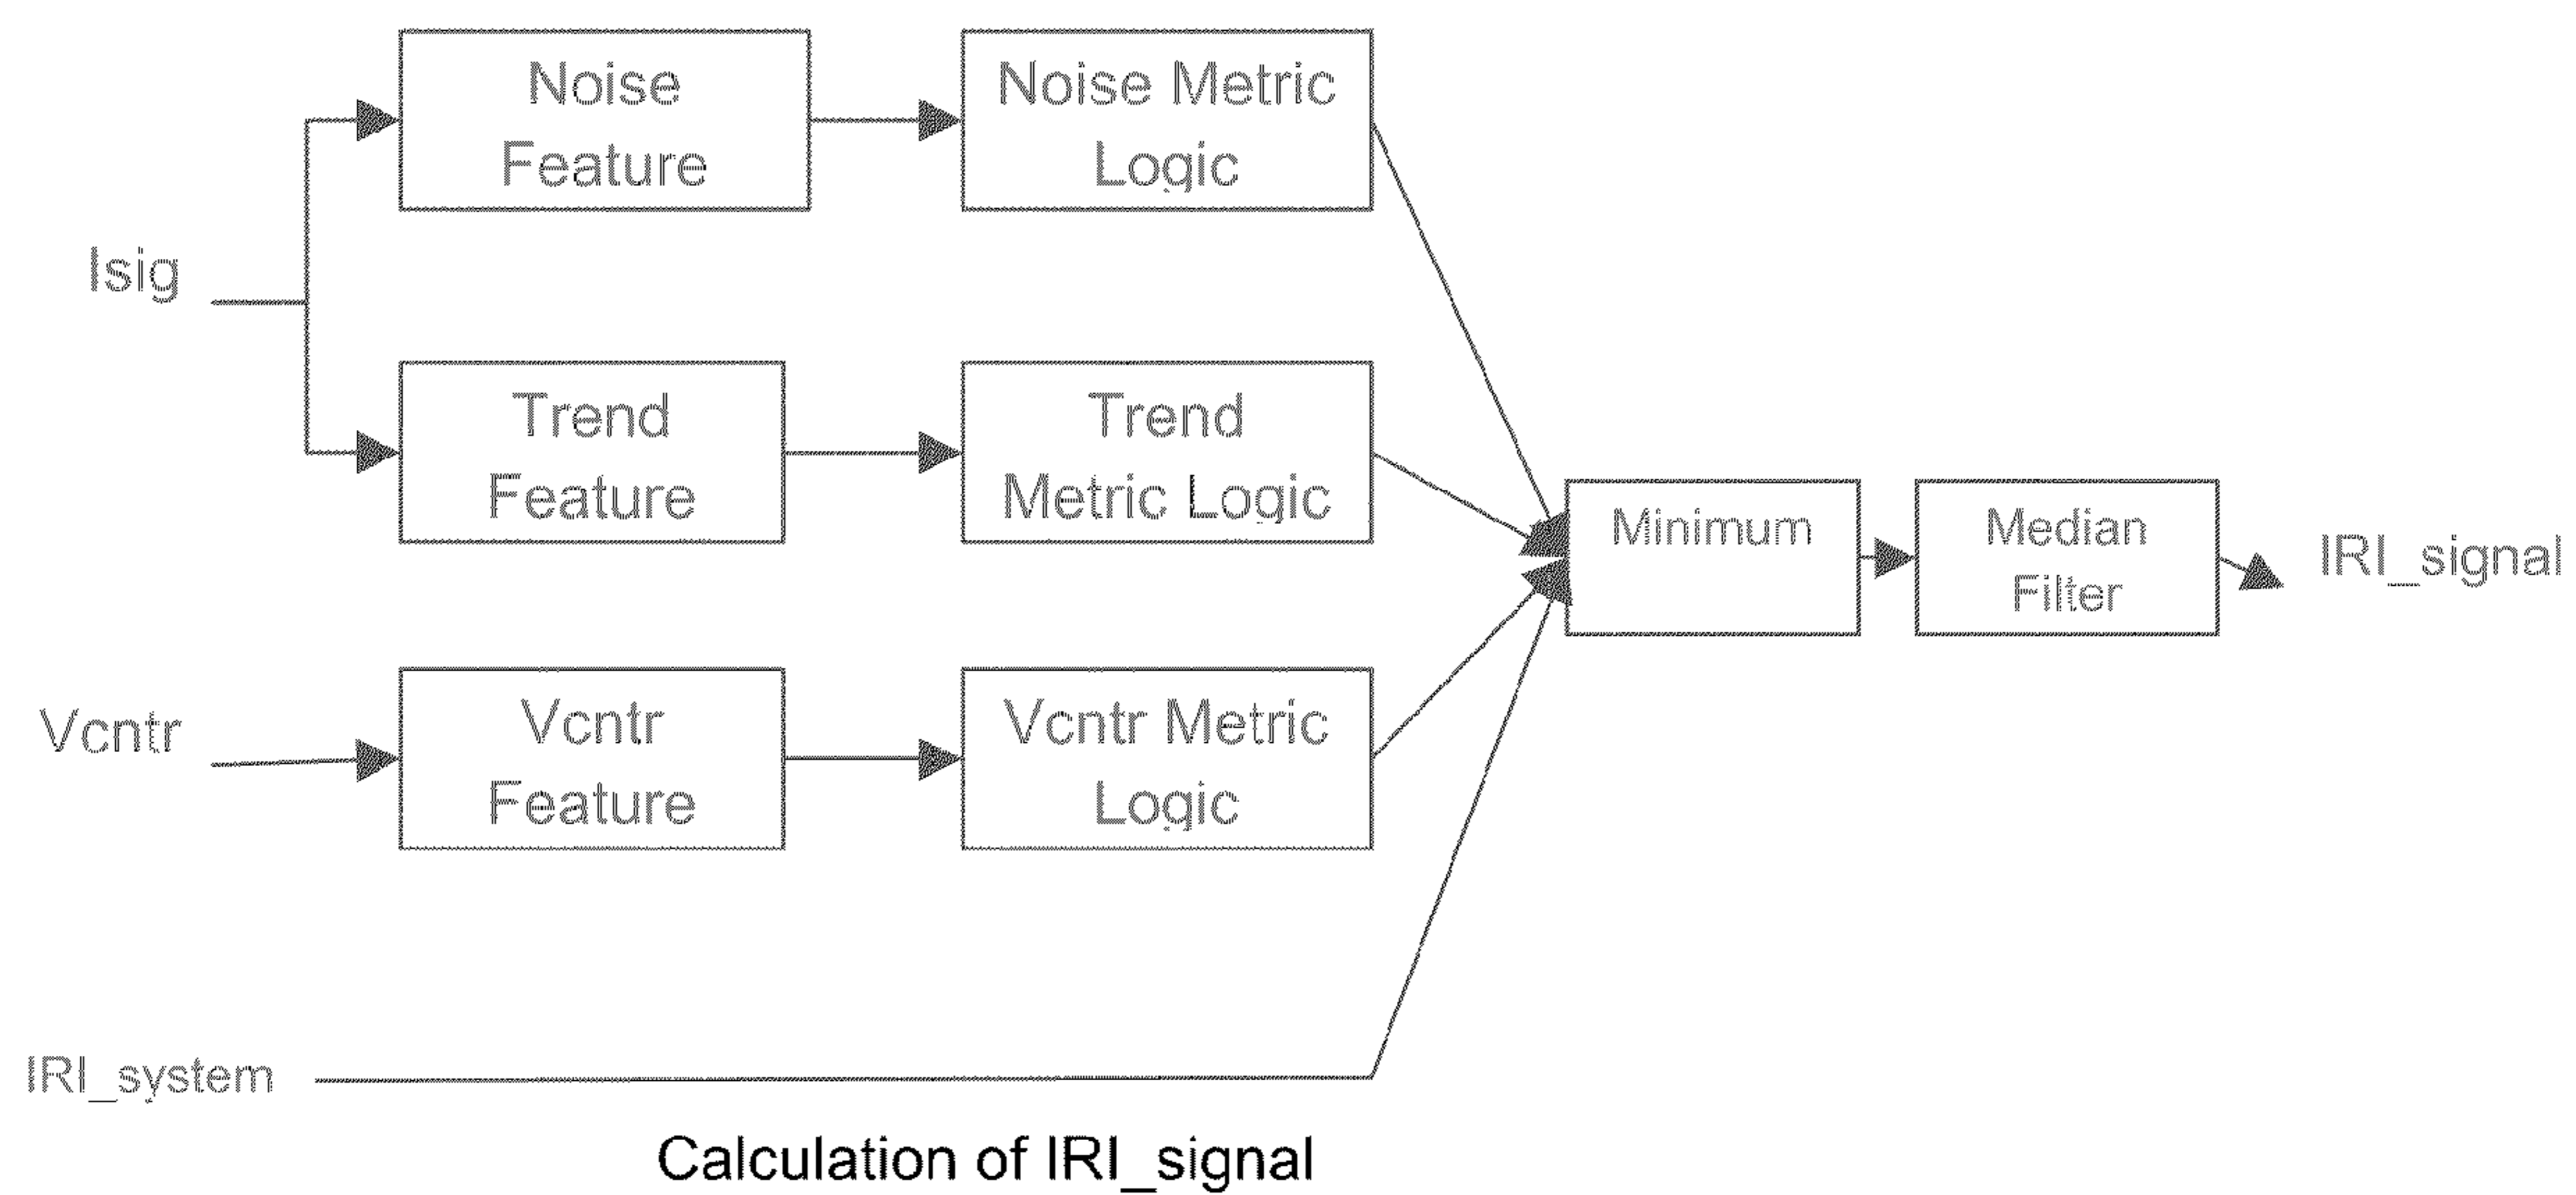 Noise
Feature
Noise Metric
Logic
Isig
Trend
Feature
Trend
Metric Logic
Minimum
Median
Filter
IRI_signal
Vcntr
Vcntr
Feature
Vcntr Metric
Logic
IRI_system
Calculation of IRI_signal